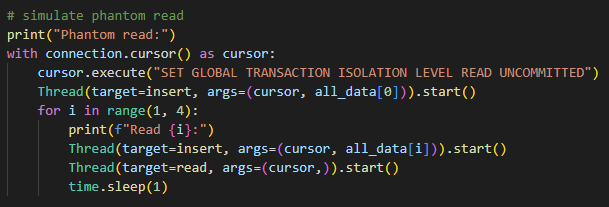 # simulate phantom read
print("Phantom read:")
with connection.cursor() as cursor:
    cursor.execute("SET GLOBAL TRANSACTION ISOLATION LEVEL READ UNCOMMITTED")
    Thread(target=insert, args=(cursor, all_data[0])).start()
    for i in range(1, 4):
        print(f"Read {i}:")
        Thread(target=insert, args=(cursor, all_data[i])).start()
        Thread(target=read, args=(cursor,)).start()
        time.sleep(1)